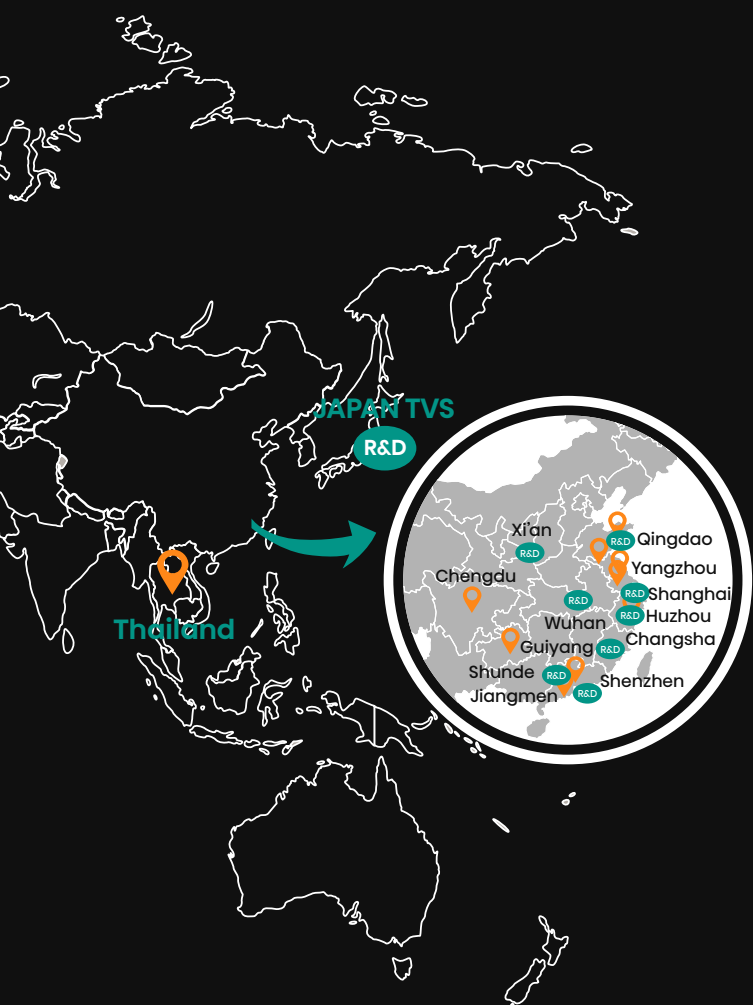 JAPAN TVS
R&D
Xi'an
R&D
R&D
Qingdao
Yangzhou
Chengdu
R&D
Shanghai
R&D
Wuhan
R&D
Huzhou
Changsha
Guiyang
R&D
Thailand
Shunde
R&D
Shenzhen
Jiangmen
R&D